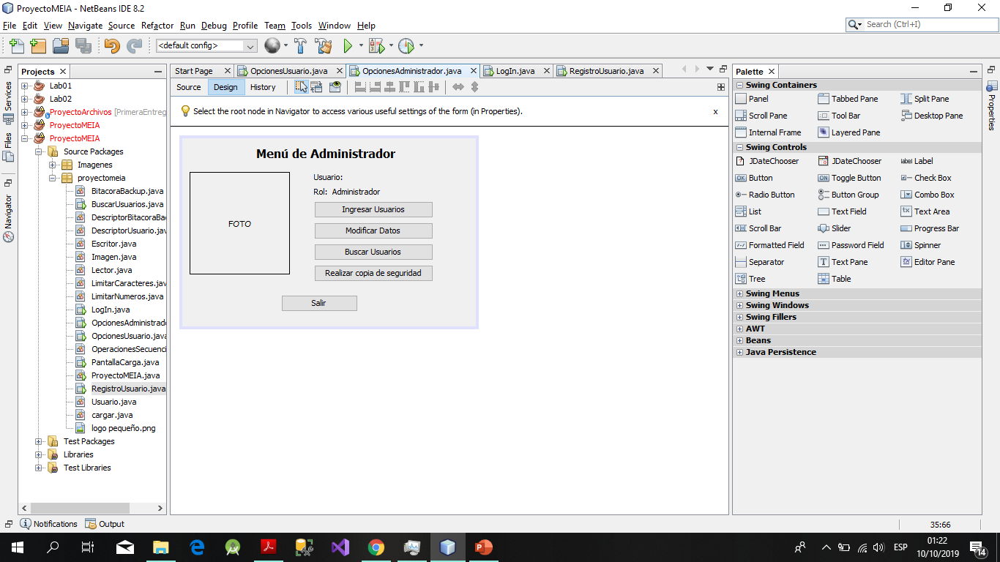 ProyectoMEIA - NetBeans IDE 8.2
File Edit View Navigate Source Refactor Run Debug Profile Team Tools Window Help
Search (Ctrl+I)
<default config>
Services
Files
Navigator
Projects
Lab01
Lab02
ProyectoArchivos [PrimeraEntreg
ProyectoMEIA
ProyectoMEIA
Source Packages
Imagenes
proyectomeia
BitacoraBackup.java
BuscarUsuarios.java
DescriptorBitacoraBa
DescriptorUsuario.jav
Escritor.java
Imagen.java
Lector.java
LimitarCaracteres.jav
LimitarNumeros.java
LogIn.java
OpcionesAdministrad
OpcionesUsuario.java
OperacionesSecuenci
PantallaCarga.java
ProyectoMEIA.java
RegistroUsuario.java
Usuario.java
cargar.java
logo pequeño.png
Test Packages
Libraries
Test Libraries
Start Page OpcionesUsuario.java OpcionesAdministrador.java LogIn.java RegistroUsuario.java
Source Design History
Select the root node in Navigator to access various useful settings of the form (in Properties). x
Menú de Administrador
FOTO
Usuario:
Rol: Administrador
Ingresar Usuarios
Modificar Datos
Buscar Usuarios
Realizar copia de seguridad
Salir
Palette
Swing Containers
Panel Tabbed Pane Split Pane
Scroll Pane Tool Bar Desktop Pane
Internal Frame Layered Pane
Swing Controls
JDateChooser JDateChooser label Label
OK Button ON Toggle Button Check Box
Radio Button Button Group Combo Box
List Text Field Text Area
Scroll Bar Slider Progress Bar
Formatted Field Password Field Spinner
Separator Text Pane Editor Pane
Tree Table
Swing Menus
Swing Windows
Swing Fillers
AWT
Beans
Java Persistence
Properties
Notifications Output
35:66
ESP
01:22
10/10/2019
14